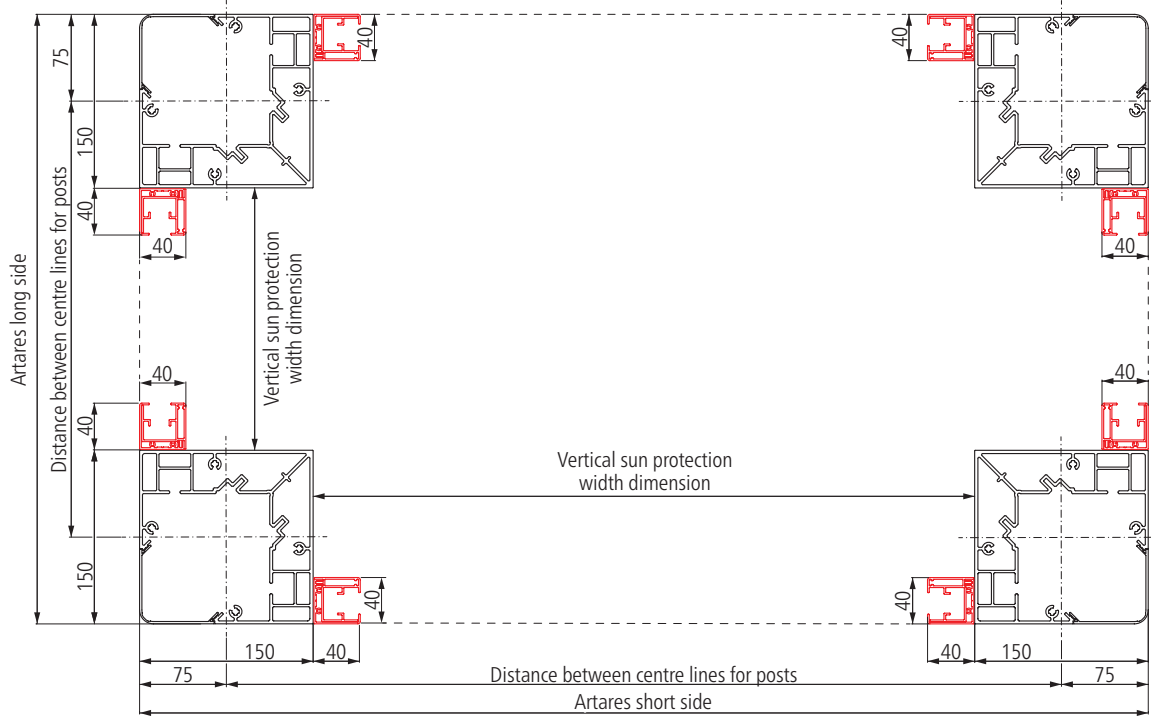 40
40
75
150
40
40
40
40
Artares long side
Distance between centre lines for posts
Vertical sun protection
width dimension
40
40
40
40
Vertical sun protection
width dimension
150
40
40
150
40
40
150
75
Distance between centre lines for posts
75
Artares short side